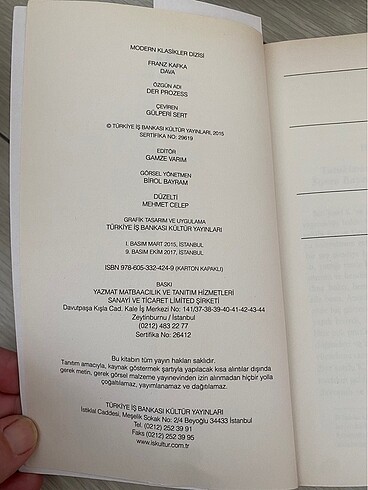 MODERN KLASİKLER DİZİSİ
FRANZ KAFKA
DAVA
ÖZGÜN ADI
DER PROZESS
ÇEVİREN
GÜLPERİ SERT
© TÜRKİYE İŞ BANKASI KÜLTÜR YAYINLARI, 2015
SERTİFİKA NO: 29619
EDİTÖR
GAMZE VARIM
GÖRSEL YÖNETMEN
BİROL BAYRAM
DÜZELTİ
MEHMET CELEP
GRAFİK TASARIM VE UYGULAMA
TÜRKİYE İŞ BANKASI KÜLTÜR YAYINLARI
I. BASIM MART 2015, İSTANBUL
9. BASIM EKİM 2017, İSTANBUL
ISBN 978-605-332-424-9 (KARTON KAPAKLI)
BASKI
YAZMAT MATBAACILIK VE TANITIM HİZMETLERİ
SANAYİ VE TİCARET LİMİTED ŞİRKETİ
Davutpaşa Kışla Cad. Kale İş Merkezi No: 141/37-38-39-40-41-42-43-44
Zeytinburnu / İstanbul
(0212) 483 22 77
Sertifika No: 26412
Bu kitabın tüm yayın hakları saklıdır.
Tanıtım amacıyla, kaynak göstermek şartıyla yapılacak kısa alıntılar dışında
gerek metin, gerek görsel malzeme yayınevinden izin alınmadan hiçbir yolla
çoğaltılamaz, yayımlanamaz ve dağıtılamaz.
TÜRKİYE İŞ BANKASI KÜLTÜR YAYINLARI
İstiklal Caddesi, Meşelik Sokak No: 2/4 Beyoğlu 34433 İstanbul
Tel. (0212) 252 39 91
Faks (0212) 252 39 95
www.iskultur.com.tr